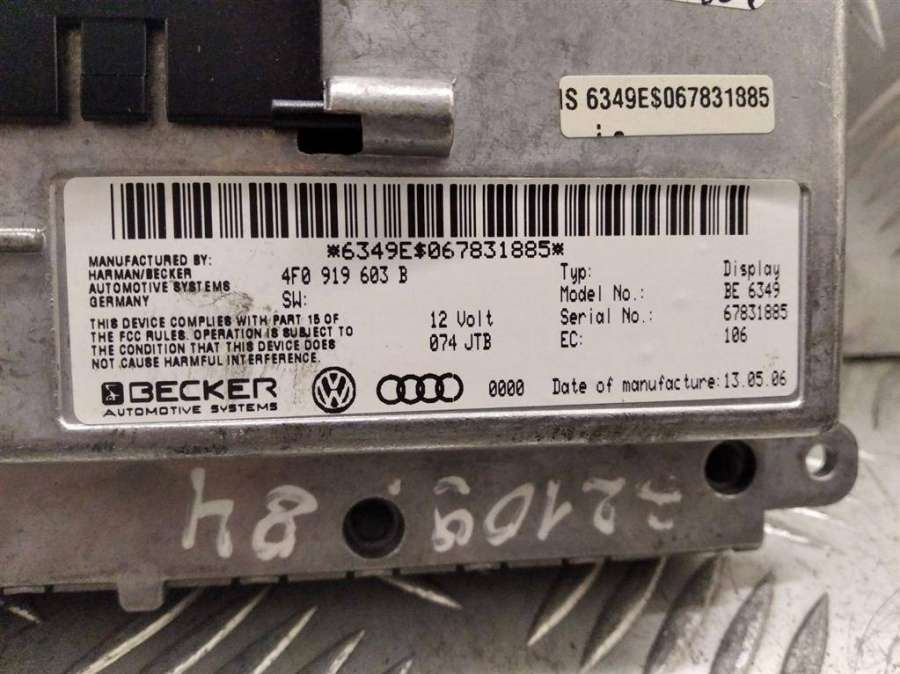 IS 6349E$067831885
*6349E$067831885*
MANUFACTURED BY:
HARMAN/BECKER
AUTOMOTIVE SYSTEMS
GERMANY
4F0 919 603 B
SW:
Typ: Display
Model No.: BE 6349
Serial No.: 67831885
EC: 106
THIS DEVICE COMPLIES WITH PART 15 OF
THE FCC RULES. OPERATION IS SUBJECT TO
THE CONDITION THAT THIS DEVICE DOES
NOT CAUSE HARMFUL INTERFERENCE.
12 Volt
074 JTB
BECKER
AUTOMOTIVE SYSTEMS
0000
Date of manufacture: 13.05.06